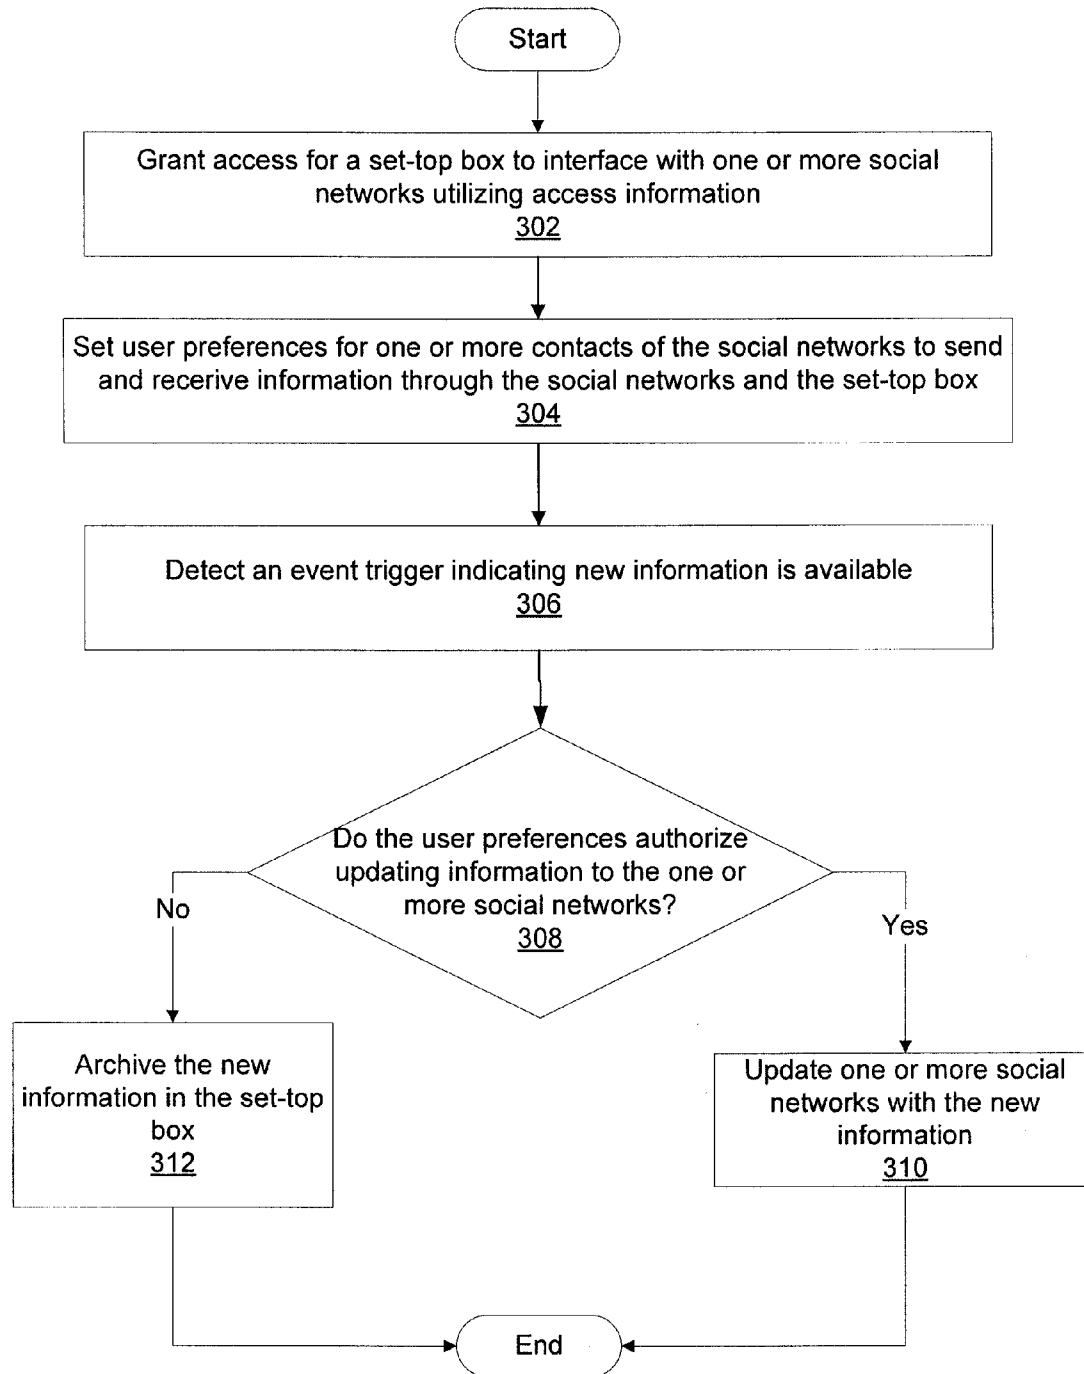 Start
Grant access for a set-top box to interface with one or more social
networks utilizing access information
302
Set user preferences for one or more contacts of the social networks to send
and recerive information through the social networks and the set-top box
304
Detect an event trigger indicating new information is available
306
Do the user preferences authorize
updating information to the one or
more social networks?
308
No
Yes
Archive the new
information in the set-top
box
312
Update one or more social
networks with the new
information
310
End